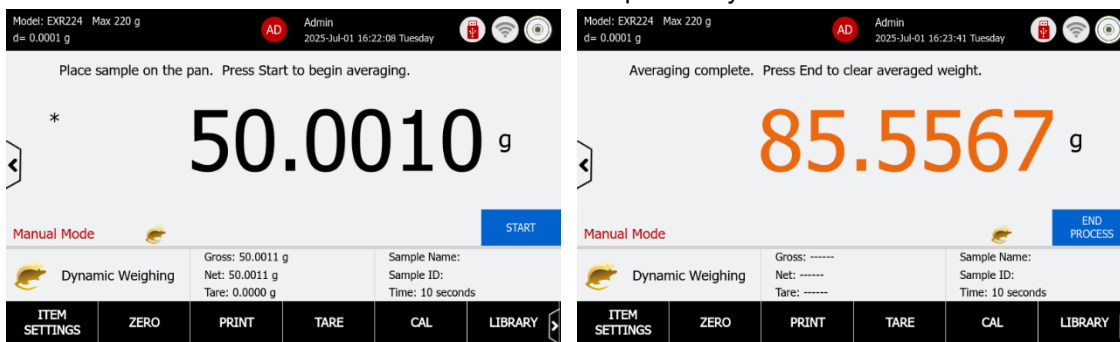 Model: EXR224 Max 220 g
d= 0.0001 g
AD
Admin
2025-Jul-01 16:22:08 Tuesday
Place sample on the pan. Press Start to begin averaging.
* 50.0010 g
Manual Mode
START
Dynamic Weighing
Gross: 50.0011 g
Net: 50.0011 g
Tare: 0.0000 g
Sample Name:
Sample ID:
Time: 10 seconds
ITEM
SETTINGS
ZERO
PRINT
TARE
CAL
LIBRARY
Model: EXR224 Max 220 g
d= 0.0001 g
AD
Admin
2025-Jul-01 16:23:41 Tuesday
Averaging complete. Press End to clear averaged weight.
85.5567 g
Manual Mode
END
PROCESS
Dynamic Weighing
Gross: ------
Net: ------
Tare: ------
Sample Name:
Sample ID:
Time: 10 seconds
ITEM
SETTINGS
ZERO
PRINT
TARE
CAL
LIBRARY